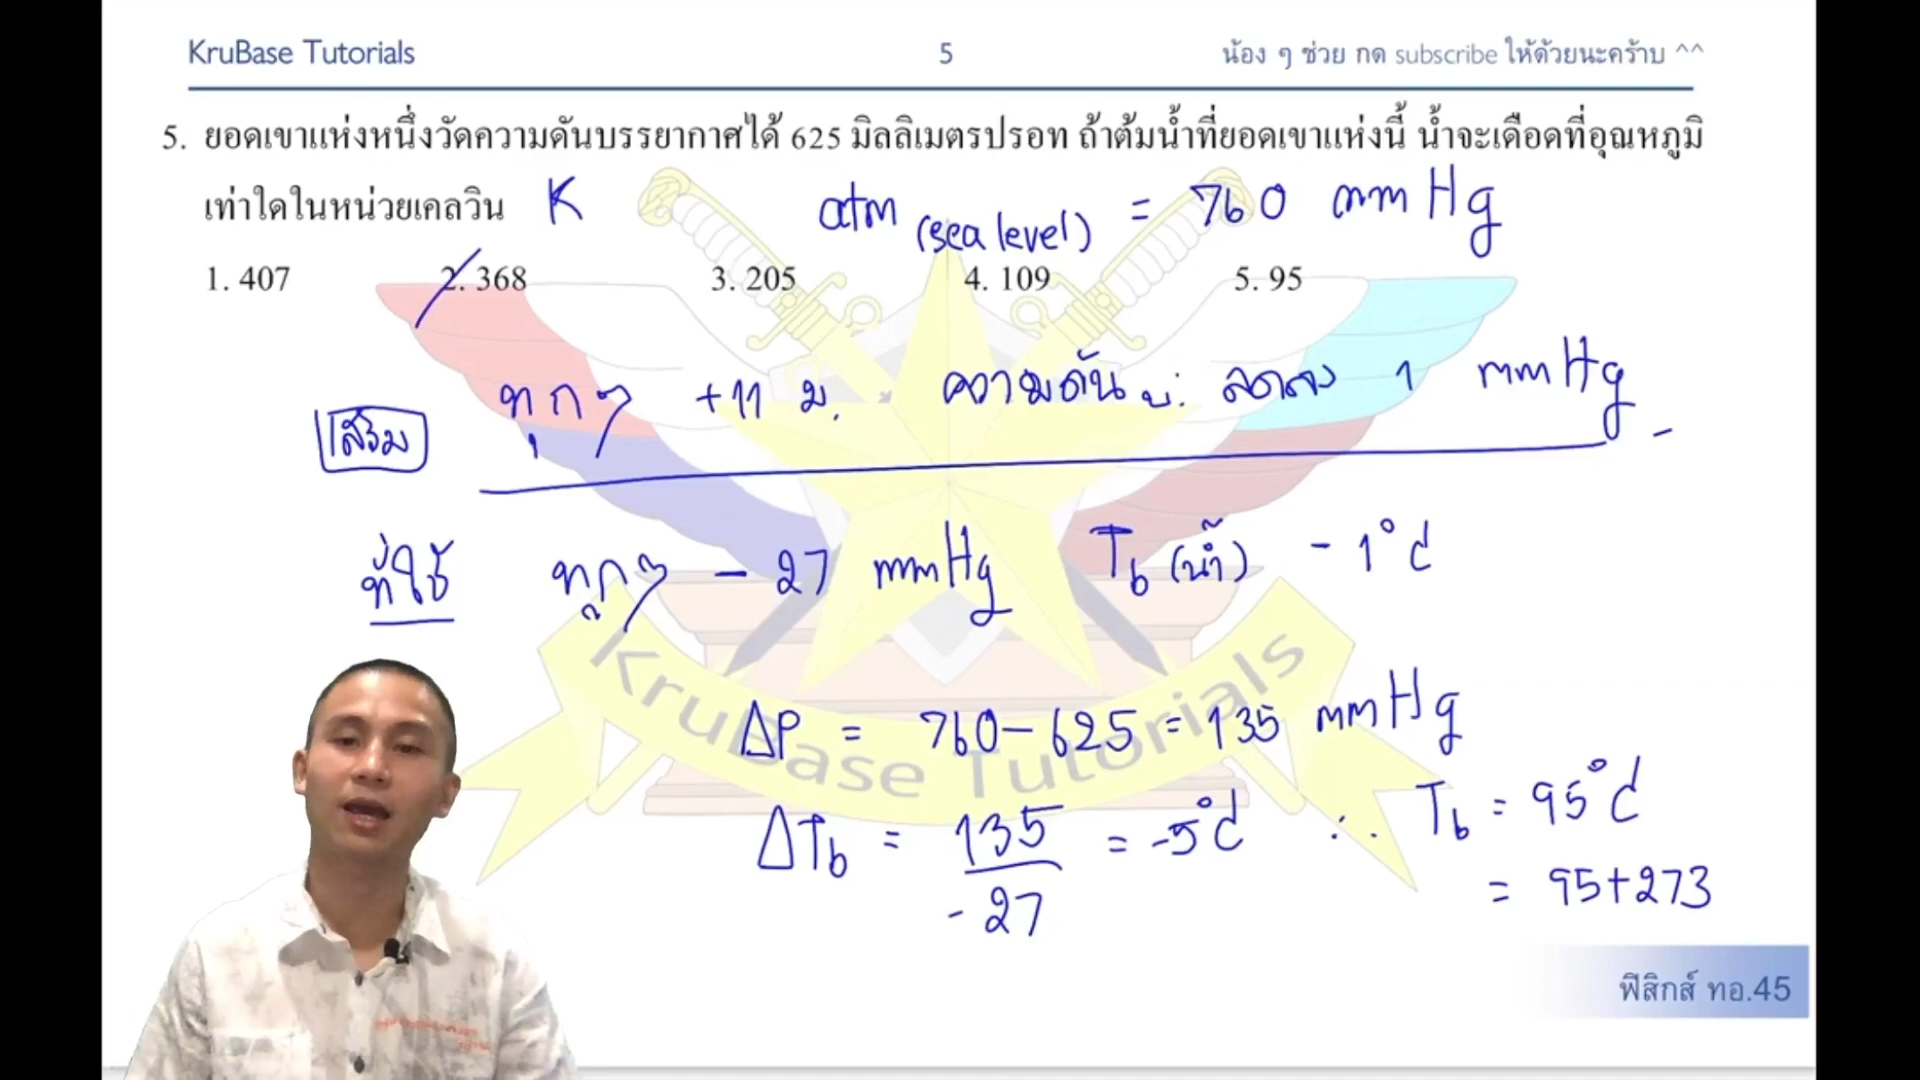 KruBase Tutorials 5 น้อง ๆ ช่วย กด subscribe ให้ด้วยนะคร้าบ ^^
5. ยอดเขาแห่งหนึ่งวัดความดันบรรยากาศได้ 625 มิลลิเมตรปรอท ถ้าต้มน้ำที่ยอดเขาแห่งนี้ น้ำจะเดือดที่อุณหภูมิ
เท่าใดในหน่วยเคลวิน K atm (sea level) = 760 mmHg
1. 407 2. 368 3. 205 4. 109 5. 95
เสริม ทุกๆ +11 ม. ความดัน บ. ลดลง 1 mmHg
ที่ใช้ ทุกๆ - 27 mmHg Tb (น้ำ) - 1°C
KruBase Tutorials
ΔP = 760 - 625 = 135 mmHg
ΔTb = 135 / -27 = -5°C ∴ Tb = 95°C
= 95+273
ฟิสิกส์ ทอ.45